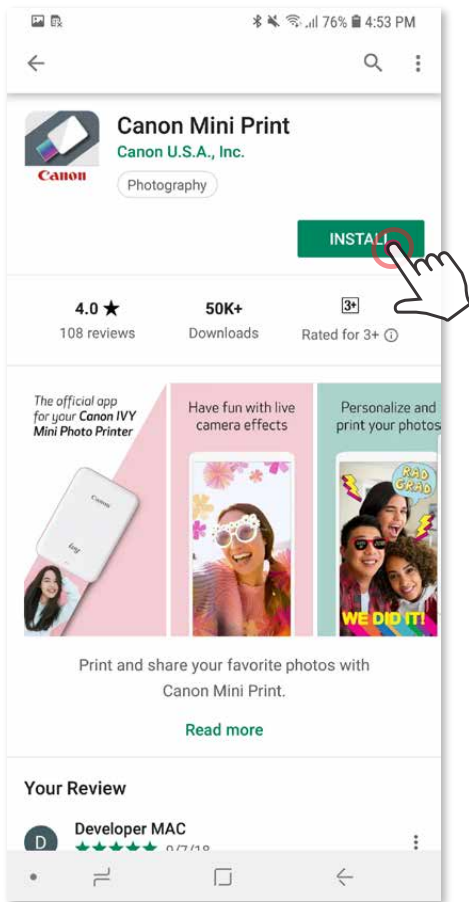 76% 4:53 PM
Canon Mini Print
Canon U.S.A., Inc.
Canon
Photography
INSTALL
4.0 ★ 50K+ 3+
108 reviews Downloads Rated for 3+
The official app
for your Canon IVY
Mini Photo Printer
Have fun with live
camera effects
Personalize and
print your photos
Canon
Ivy
RAD
GRAD
WE DID IT!
Print and share your favorite photos with
Canon Mini Print.
Read more
Your Review
D
Developer MAC
★★★★★ 9/7/18